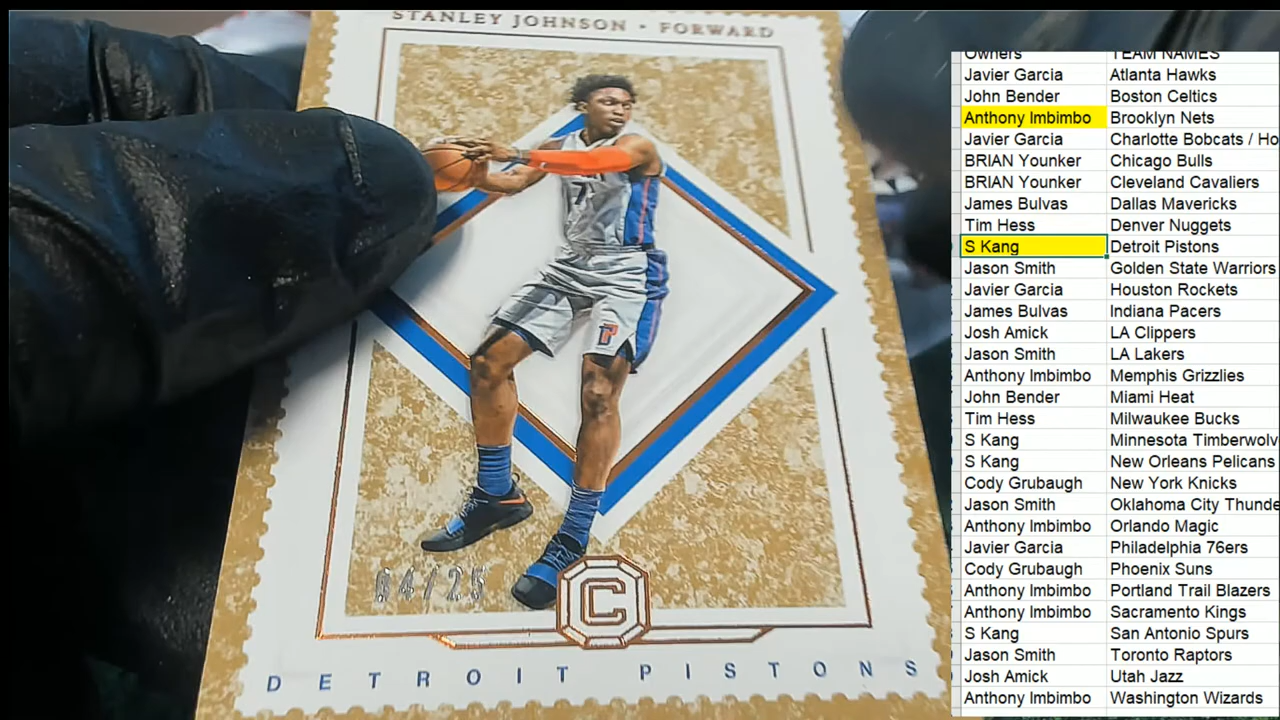 STANLEY JOHNSON • FORWARD
7
P
04/25
C
DETROIT PISTONS
Owners TEAM NAMES
Javier Garcia Atlanta Hawks
John Bender Boston Celtics
Anthony Imbimbo Brooklyn Nets
Javier Garcia Charlotte Bobcats / Ho
BRIAN Younker Chicago Bulls
BRIAN Younker Cleveland Cavaliers
James Bulvas Dallas Mavericks
Tim Hess Denver Nuggets
S Kang Detroit Pistons
Jason Smith Golden State Warriors
Javier Garcia Houston Rockets
James Bulvas Indiana Pacers
Josh Amick LA Clippers
Jason Smith LA Lakers
Anthony Imbimbo Memphis Grizzlies
John Bender Miami Heat
Tim Hess Milwaukee Bucks
S Kang Minnesota Timberwolv
S Kang New Orleans Pelicans
Cody Grubaugh New York Knicks
Jason Smith Oklahoma City Thunde
Anthony Imbimbo Orlando Magic
Javier Garcia Philadelphia 76ers
Cody Grubaugh Phoenix Suns
Anthony Imbimbo Portland Trail Blazers
Anthony Imbimbo Sacramento Kings
S Kang San Antonio Spurs
Jason Smith Toronto Raptors
Josh Amick Utah Jazz
Anthony Imbimbo Washington Wizards